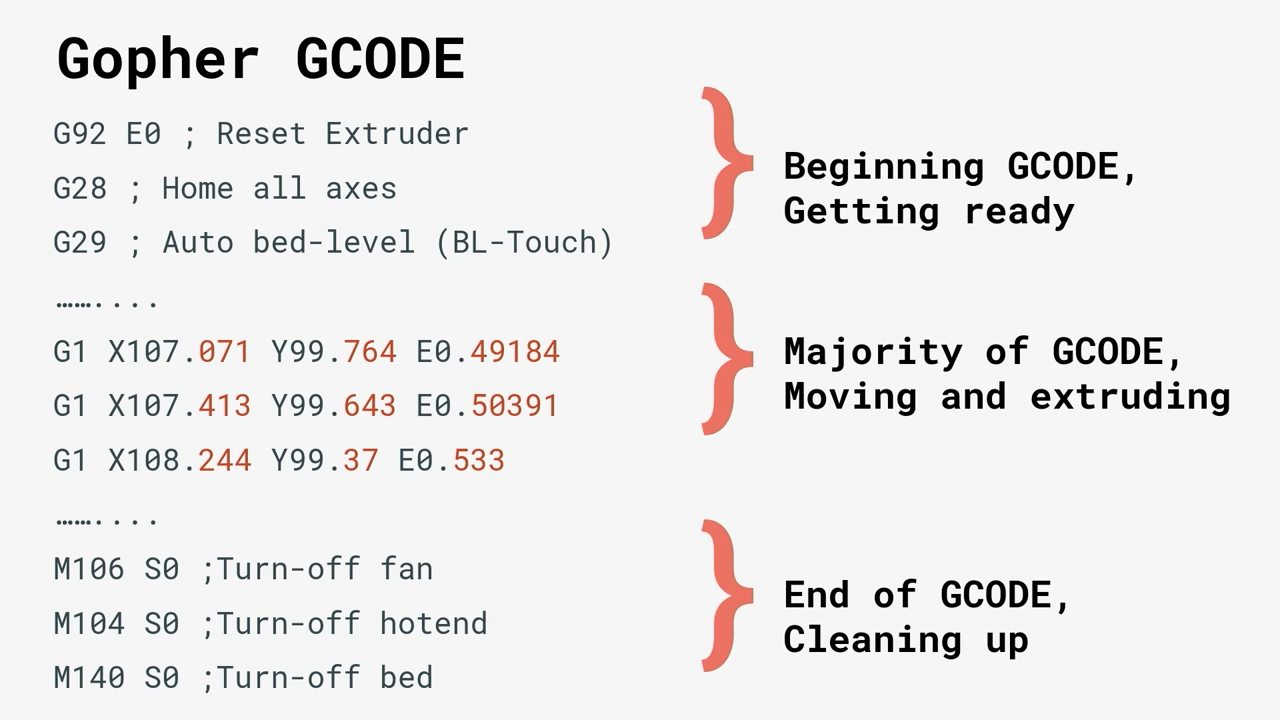 Gopher GCODE
G92 E0 ; Reset Extruder
G28 ; Home all axes
G29 ; Auto bed-level (BL-Touch)
……....
G1 X107.071 Y99.764 E0.49184
G1 X107.413 Y99.643 E0.50391
G1 X108.244 Y99.37 E0.533
……....
M106 S0 ;Turn-off fan
M104 S0 ;Turn-off hotend
M140 S0 ;Turn-off bed
}
Beginning GCODE,
Getting ready
}
Majority of GCODE,
Moving and extruding
}
End of GCODE,
Cleaning up